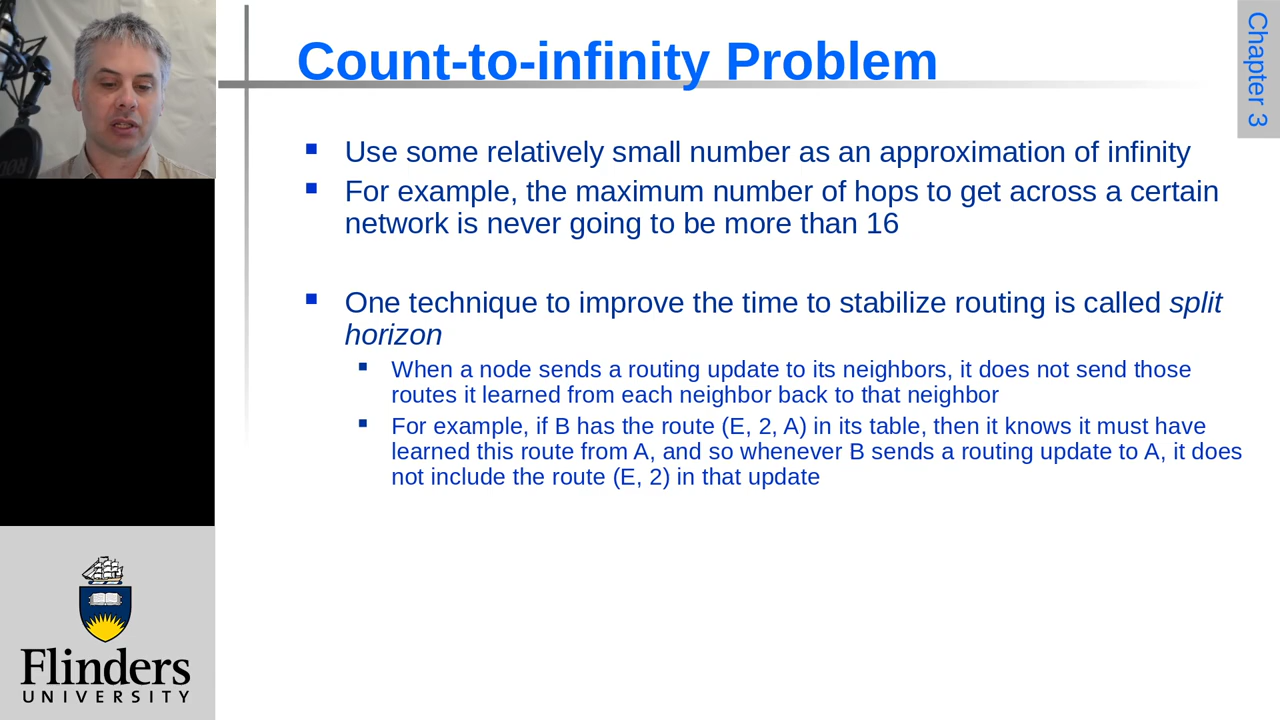 Count-to-infinity Problem
Chapter 3
Use some relatively small number as an approximation of infinity
For example, the maximum number of hops to get across a certain
network is never going to be more than 16
One technique to improve the time to stabilize routing is called split
horizon
When a node sends a routing update to its neighbors, it does not send those
routes it learned from each neighbor back to that neighbor
For example, if B has the route (E, 2, A) in its table, then it knows it must have
learned this route from A, and so whenever B sends a routing update to A, it does
not include the route (E, 2) in that update
Flinders
UNIVERSITY